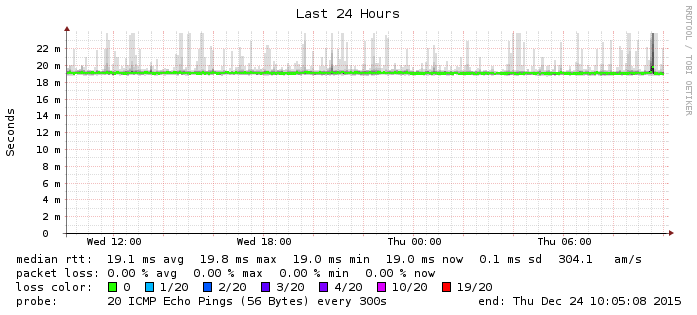 Last 24 Hours
RRDTOOL / TOBI OETIKER
Seconds
22 m
20 m
18 m
16 m
14 m
12 m
10 m
8 m
6 m
4 m
2 m
0
Wed 12:00 Wed 18:00 Thu 00:00 Thu 06:00
median rtt: 19.1 ms avg 19.8 ms max 19.0 ms min 19.0 ms now 0.1 ms sd 304.1 am/s
packet loss: 0.00 % avg 0.00 % max 0.00 % min 0.00 % now
loss color: 0 1/20 2/20 3/20 4/20 10/20 19/20
probe: 20 ICMP Echo Pings (56 Bytes) every 300s end: Thu Dec 24 10:05:08 2015